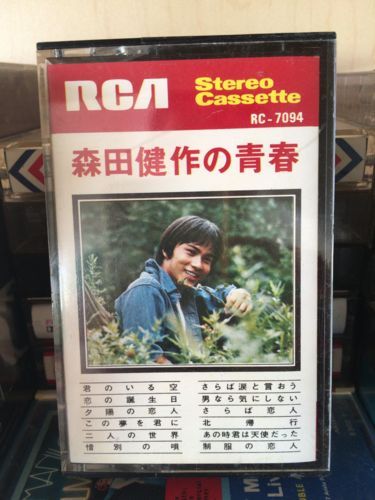 RCA
Stereo
Cassette
RC-7094
森田健作の青春
君のいる空
恋の誕生日
夕陽の恋人
この夢を君に
二人の世界
惜別の唄
さらば涙と言おう
男なら気にしない
さらば恋人
北帰行
あの時君は天使だった
制服の恋人